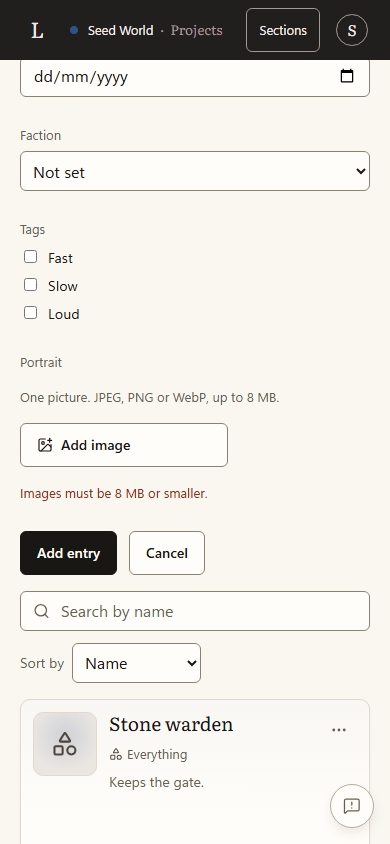 L
Seed World · Projects
Sections
S
dd/mm/yyyy
Faction
Not set
Tags
Fast
Slow
Loud
Portrait
One picture. JPEG, PNG or WebP, up to 8 MB.
Add image
Images must be 8 MB or smaller.
Add entry
Cancel
Search by name
Sort by
Name
Stone warden
Everything
Keeps the gate.